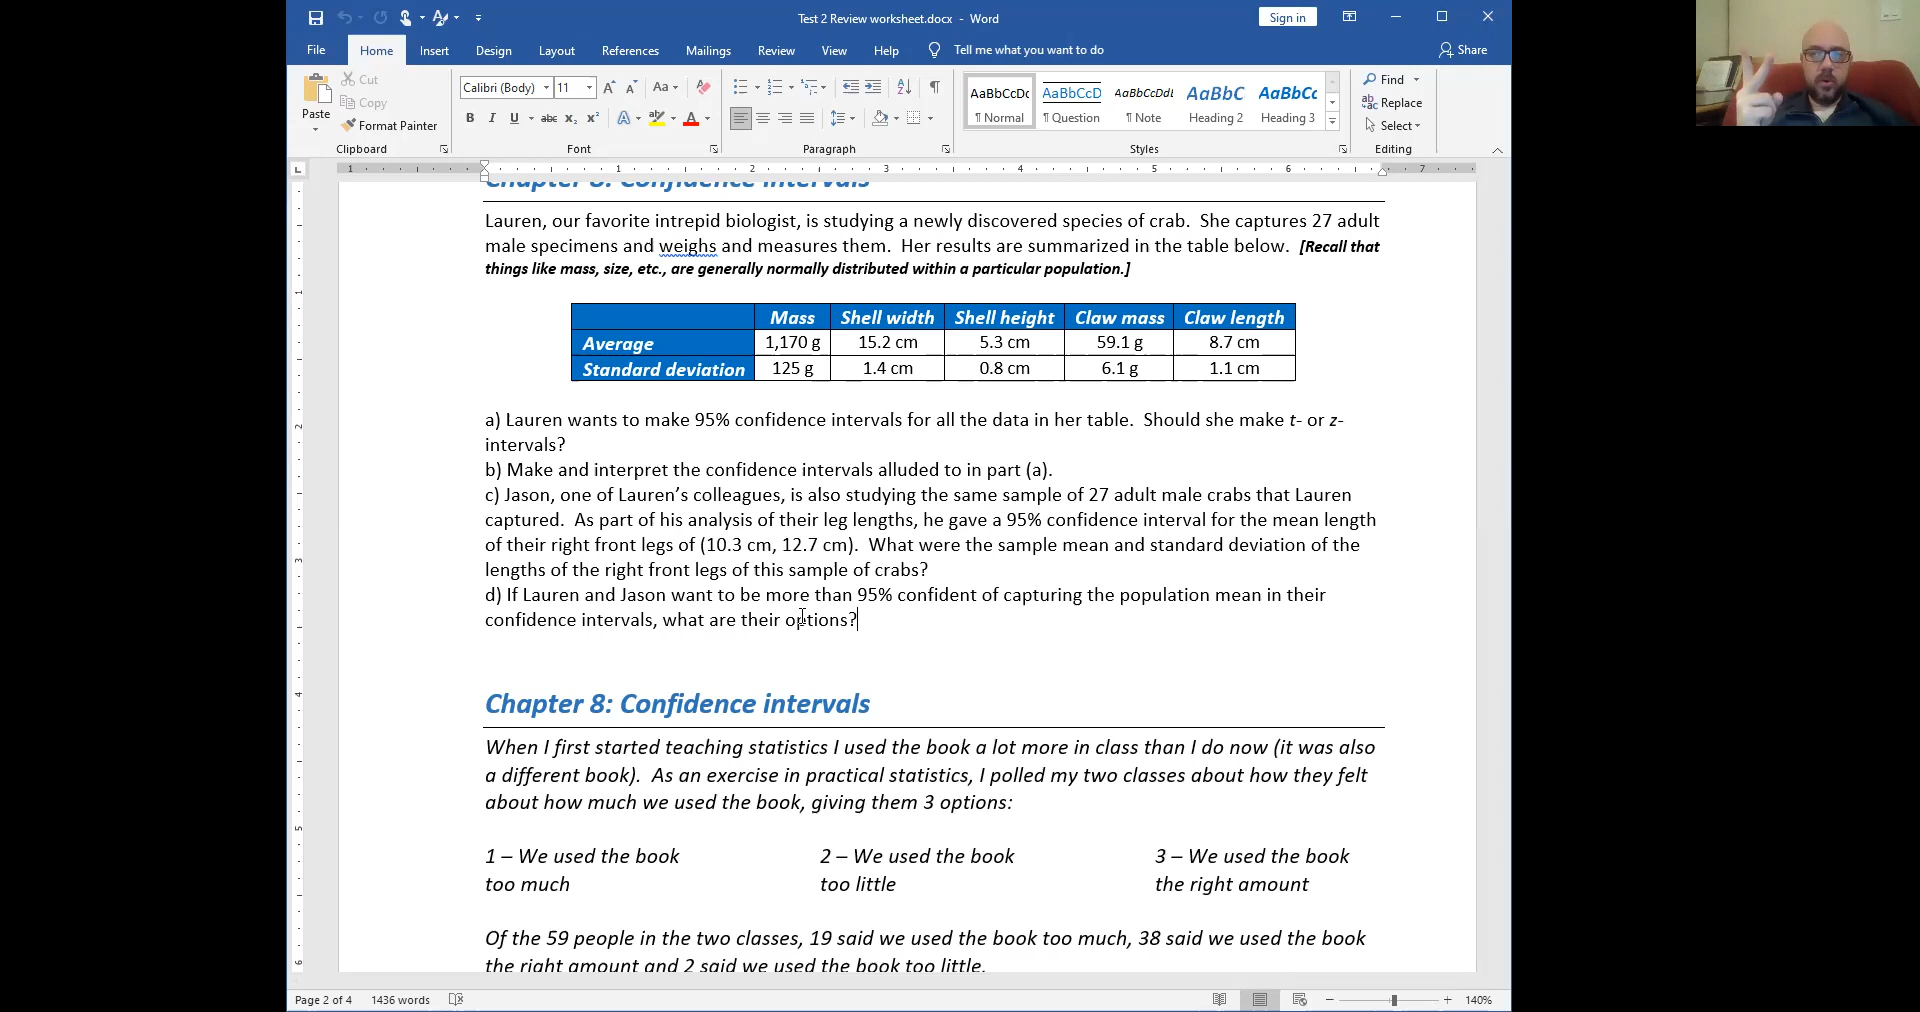 Test 2 Review worksheet.docx - Word
Sign in
File Home Insert Design Layout References Mailings Review View Help Tell me what you want to do Share
Paste
Cut
Copy
Format Painter
Clipboard
Calibri (Body) 11
Aa
B I U abc x₂ x² A A
Font
Paragraph
AaBbCcDc AaBbCcD AaBbCcDdI AaBbC AaBbCc
¶ Normal ¶ Question ¶ Note Heading 2 Heading 3
Styles
Find
Replace
Select
Editing
1 1 2 3 4 5 6 7
Chapter 8: Confidence intervals
Lauren, our favorite intrepid biologist, is studying a newly discovered species of crab. She captures 27 adult
male specimens and weighs and measures them. Her results are summarized in the table below. [Recall that
things like mass, size, etc., are generally normally distributed within a particular population.]
Mass Shell width Shell height Claw mass Claw length
Average 1,170 g 15.2 cm 5.3 cm 59.1 g 8.7 cm
Standard deviation 125 g 1.4 cm 0.8 cm 6.1 g 1.1 cm
a) Lauren wants to make 95% confidence intervals for all the data in her table. Should she make t- or z-
intervals?
b) Make and interpret the confidence intervals alluded to in part (a).
c) Jason, one of Lauren’s colleagues, is also studying the same sample of 27 adult male crabs that Lauren
captured. As part of his analysis of their leg lengths, he gave a 95% confidence interval for the mean length
of their right front legs of (10.3 cm, 12.7 cm). What were the sample mean and standard deviation of the
lengths of the right front legs of this sample of crabs?
d) If Lauren and Jason want to be more than 95% confident of capturing the population mean in their
confidence intervals, what are their options?
Chapter 8: Confidence intervals
When I first started teaching statistics I used the book a lot more in class than I do now (it was also
a different book). As an exercise in practical statistics, I polled my two classes about how they felt
about how much we used the book, giving them 3 options:
1 – We used the book 2 – We used the book 3 – We used the book
too much too little the right amount
Of the 59 people in the two classes, 19 said we used the book too much, 38 said we used the book
the right amount and 2 said we used the book too little.
Page 2 of 4 1436 words 140%